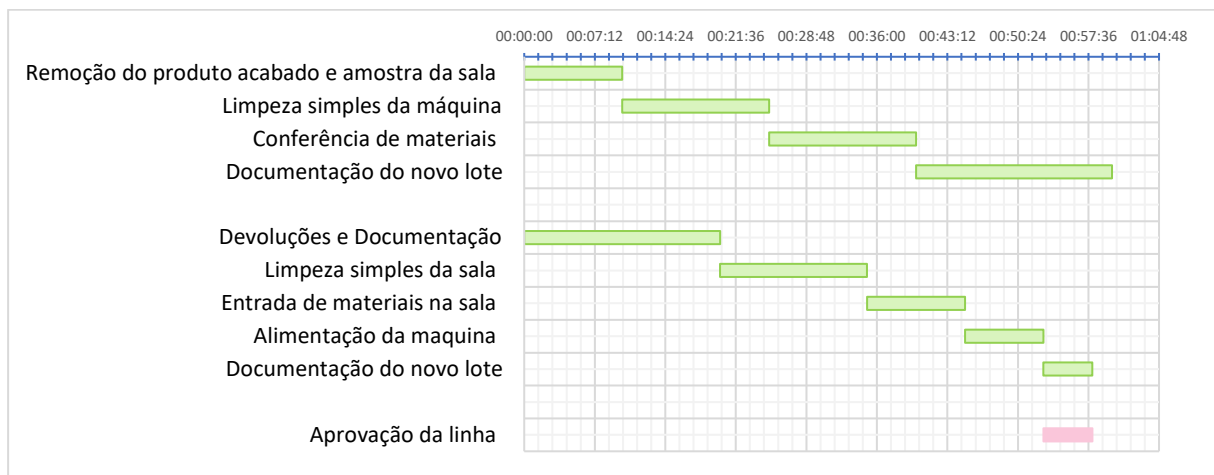 00:00:00 00:07:12 00:14:24 00:21:36 00:28:48 00:36:00 00:43:12 00:50:24 00:57:36 01:04:48
Remoção do produto acabado e amostra da sala
Limpeza simples da máquina
Conferência de materiais
Documentação do novo lote
Devoluções e Documentação
Limpeza simples da sala
Entrada de materiais na sala
Alimentação da maquina
Documentação do novo lote
Aprovação da linha